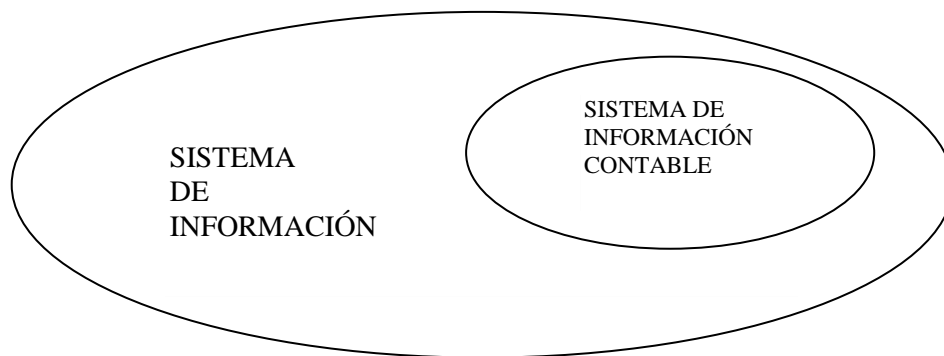 SISTEMA
DE
INFORMACIÓN
SISTEMA DE
INFORMACIÓN
CONTABLE